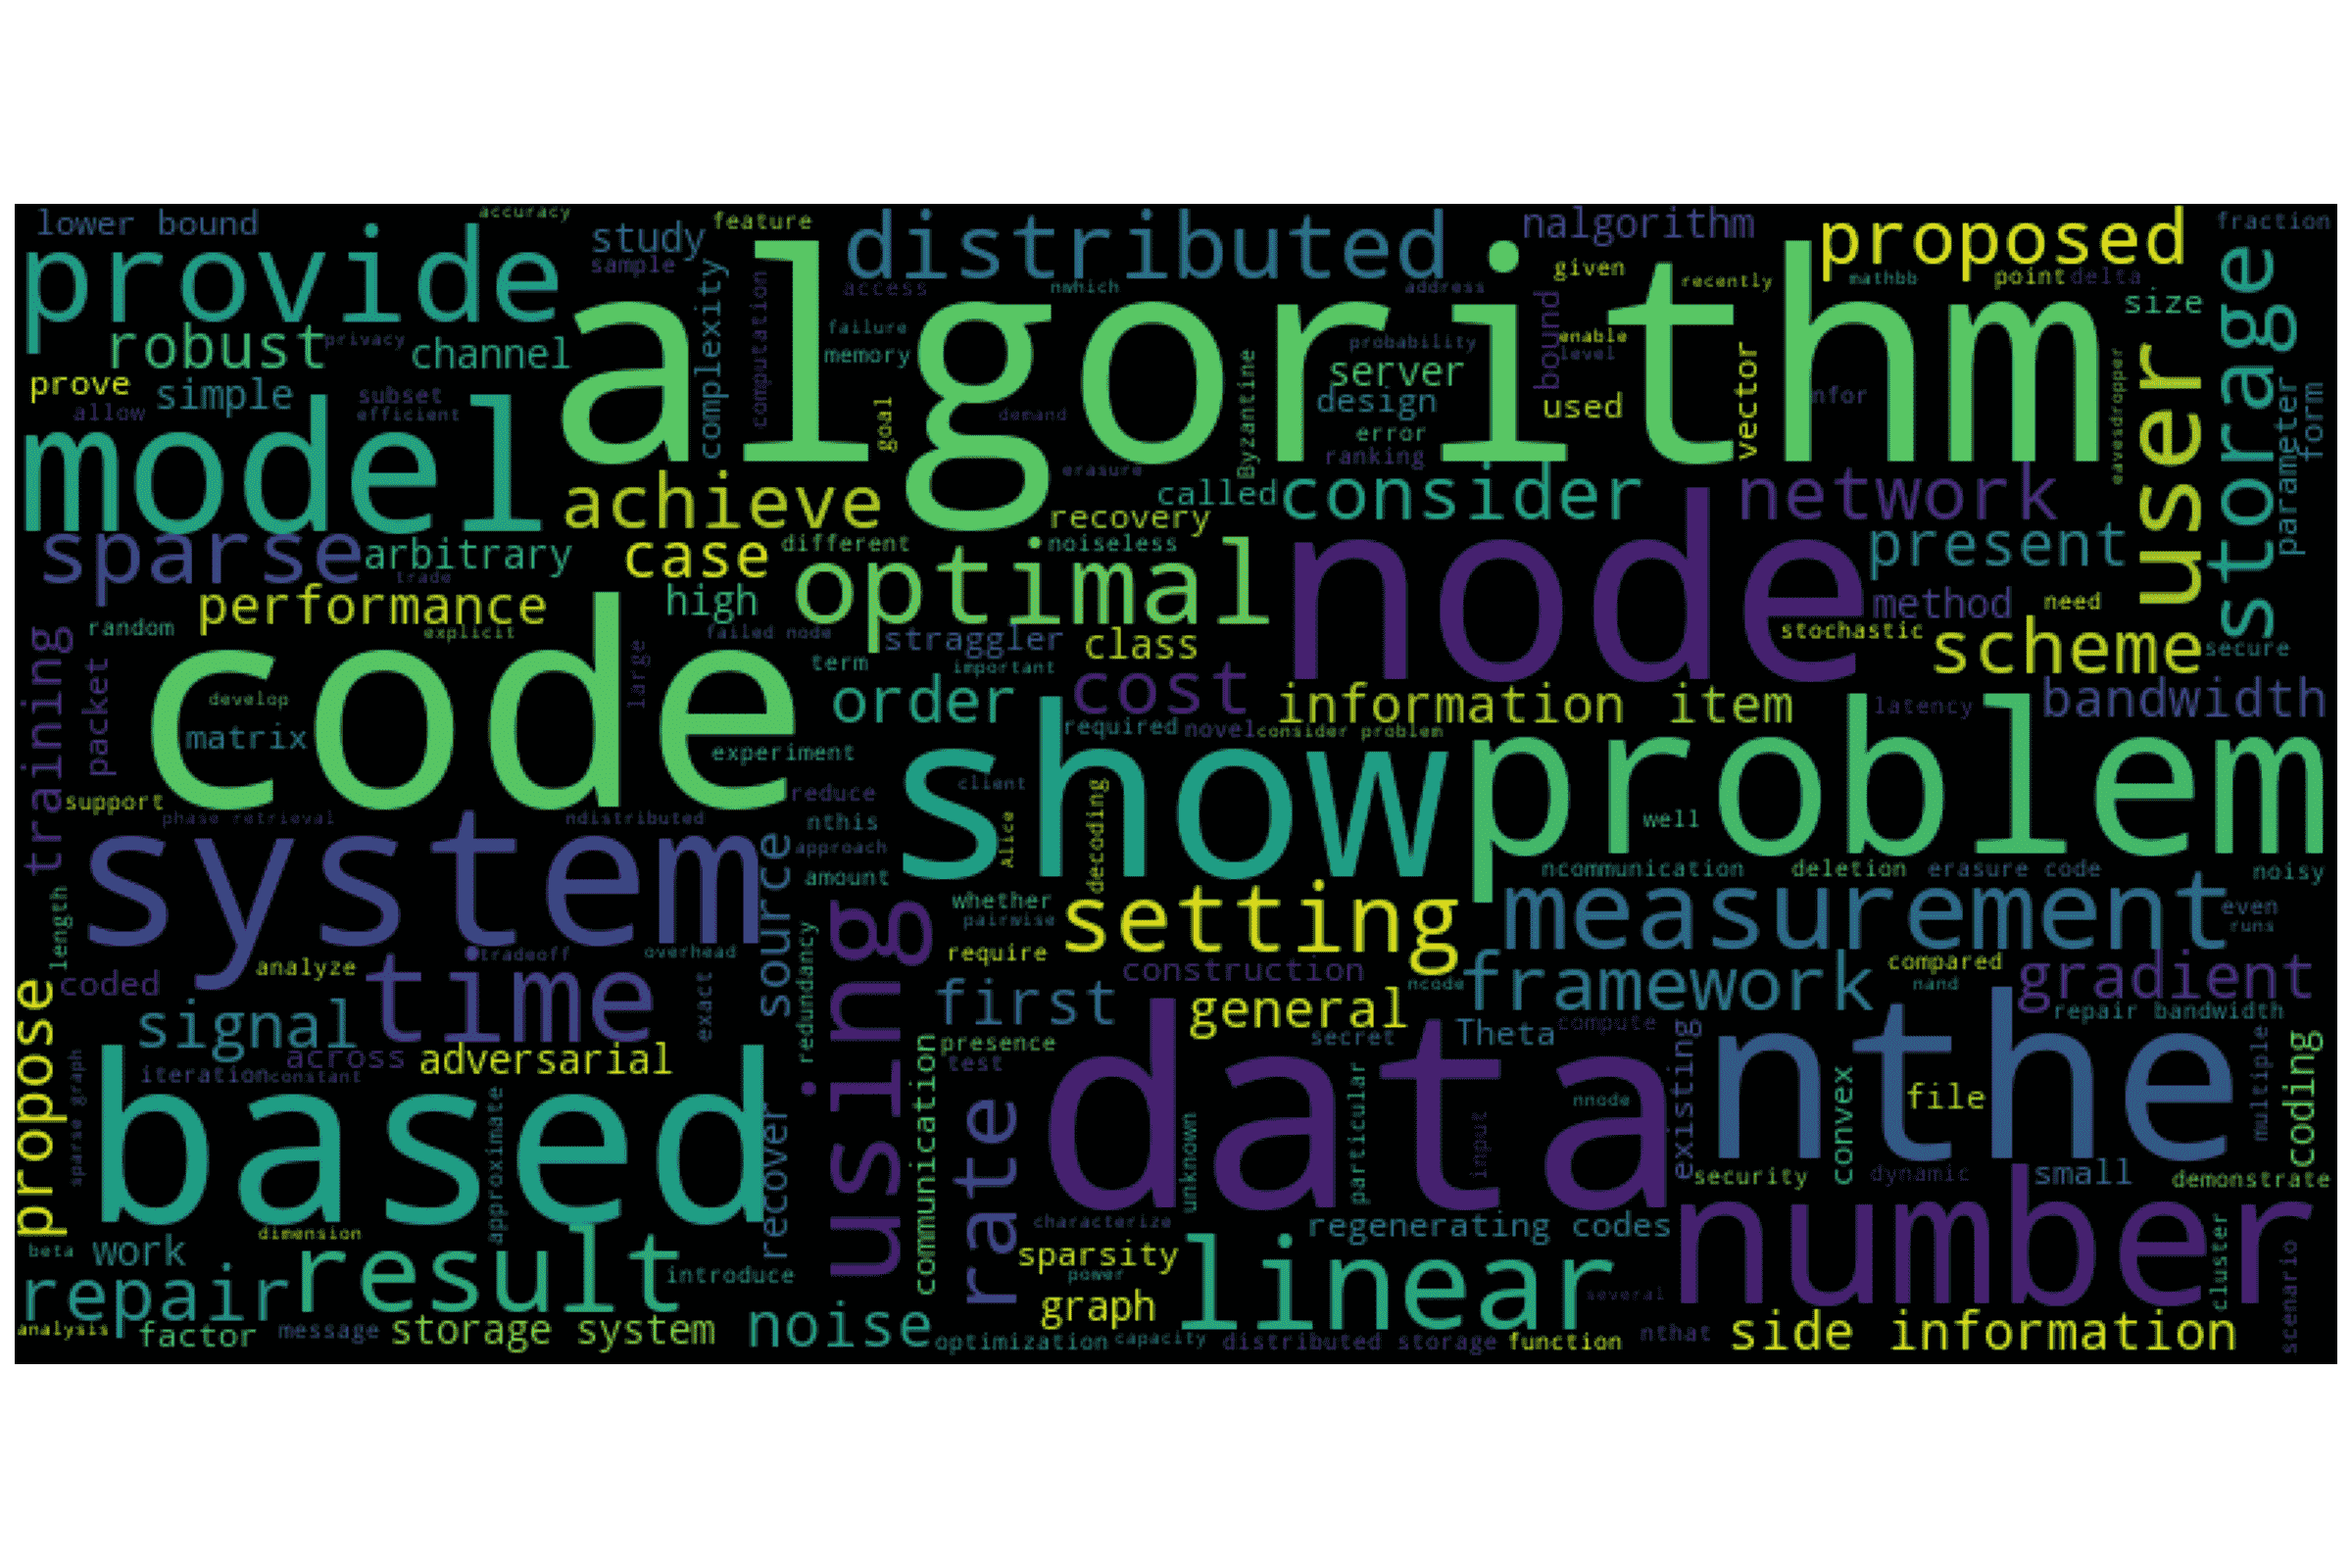 lower bound
accuracy
study
feature
distributed
nalgorithm
proposed
fraction
provide
sample
complexity
computation
access
nwhich
address
given
recently
mathbb
point
delta
size
storage
robust
privacy
channel
algorithm
failure
memory
probability
enable
level
bound
server
prove
simple
subset
allow
efficient
goal
demand
Byzantine
design
used
error
ranking
vector
nfor
user
eavesdropper
parameter
form
model
achieve
erasure
called
consider
network
sparse
arbitrary
trade
case
different
recovery
noiseless
optimal
node
present
method
need
performance
high
random
explicit
failed node
straggler
class
stochastic
scheme
secure
training
packet
code
large
term
important
order
cost
information item
latency
bandwidth
develop
matrix
experiment
required
novel
consider problem
show
problem
support
reduce
client
phase retrieval
ndistributed
nthis
Alice
decoding
well
system
source
approach
amount
ncommunication
deletion
erasure code
noisy
length
whether
pairwise
setting
measurement
even
runs
using
require
coded
analyze
time
tradeoff
overhead
redundancy
construction
ncode
framework
compared
nand
gradient
propose
signal
exact
first
general
Theta
compute
repair bandwidth
across
adversarial
presence
secret
existing
nthe
iteration
constant
communication
test
data
nnode
convex
file
multiple
coding
sparse graph
based
approximate
recover
rate
unknown
particular
input
security
dynamic
small
demonstrate
dimension
characterize
regenerating codes
number
beta
work
result
introduce
sparsity
power
linear
several
cluster
scenario
repair
graph
analysis
factor
message
storage system
noise
optimization
capacity
distributed storage
function
nthat
side information